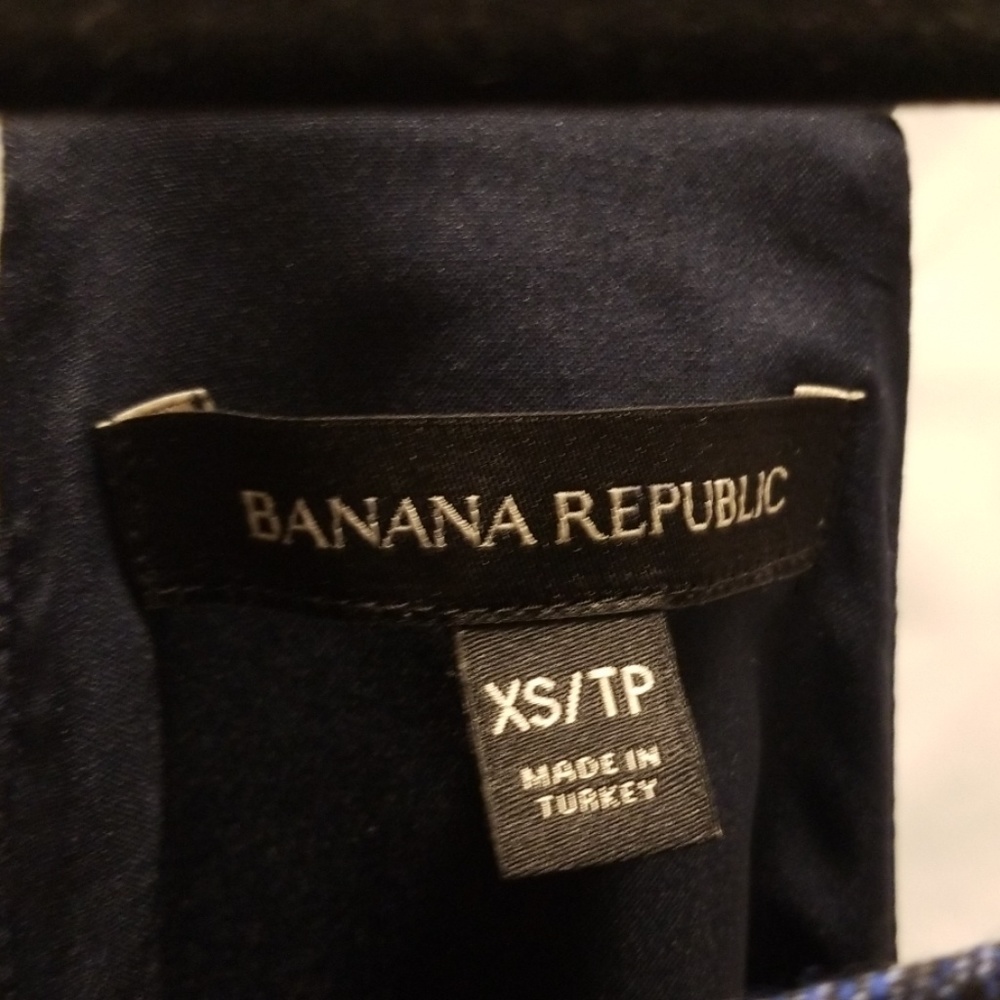 BANANA REPUBLIC
XS/TP
MADE IN
TURKEY